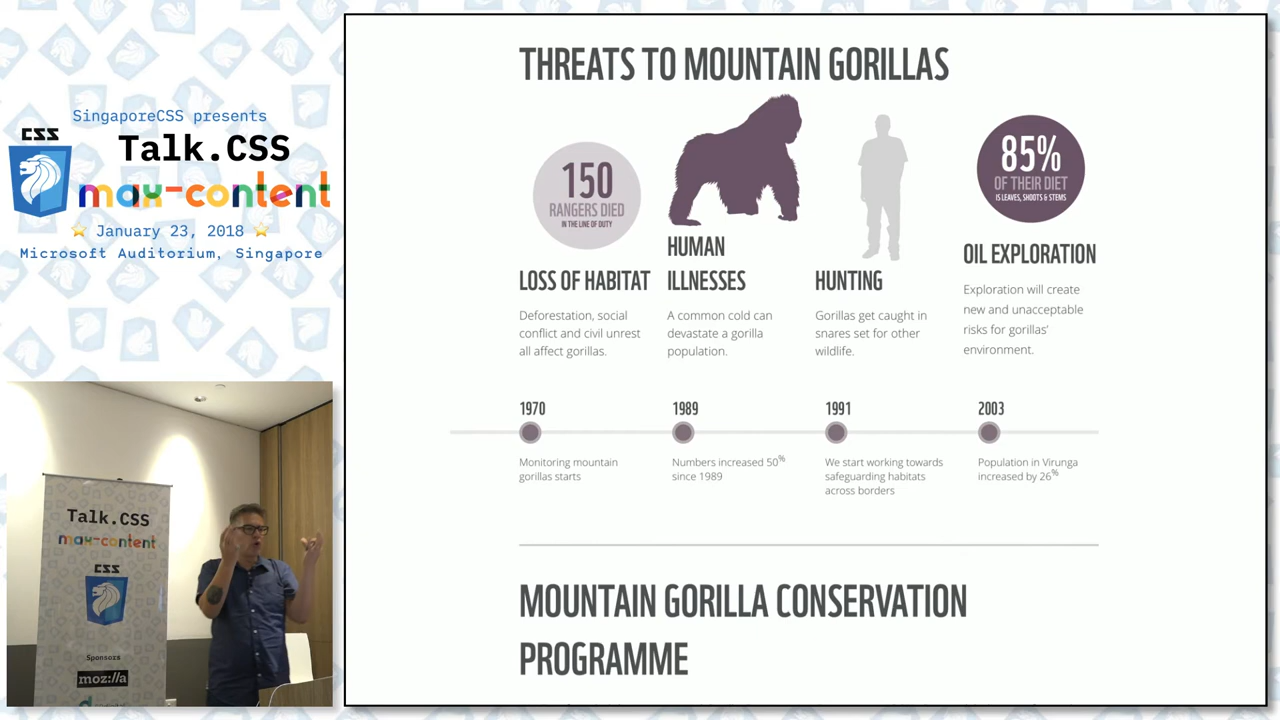 SingaporeCSS presents
CSS
Talk.CSS
max-content
January 23, 2018
Microsoft Auditorium, Singapore
Talk.CSS
max-content
CSS
Sponsors
moz://a
THREATS TO MOUNTAIN GORILLAS
150
RANGERS DIED
IN THE LINE OF DUTY
LOSS OF HABITAT
Deforestation, social
conflict and civil unrest
all affect gorillas.
HUMAN
ILLNESSES
A common cold can
devastate a gorilla
population.
HUNTING
Gorillas get caught in
snares set for other
wildlife.
85%
OF THEIR DIET
IS LEAVES, SHOOTS & STEMS
OIL EXPLORATION
Exploration will create
new and unacceptable
risks for gorillas’
environment.
1970
Monitoring mountain
gorillas starts
1989
Numbers increased 50%
since 1989
1991
We start working towards
safeguarding habitats
across borders
2003
Population in Virunga
increased by 26%
MOUNTAIN GORILLA CONSERVATION
PROGRAMME